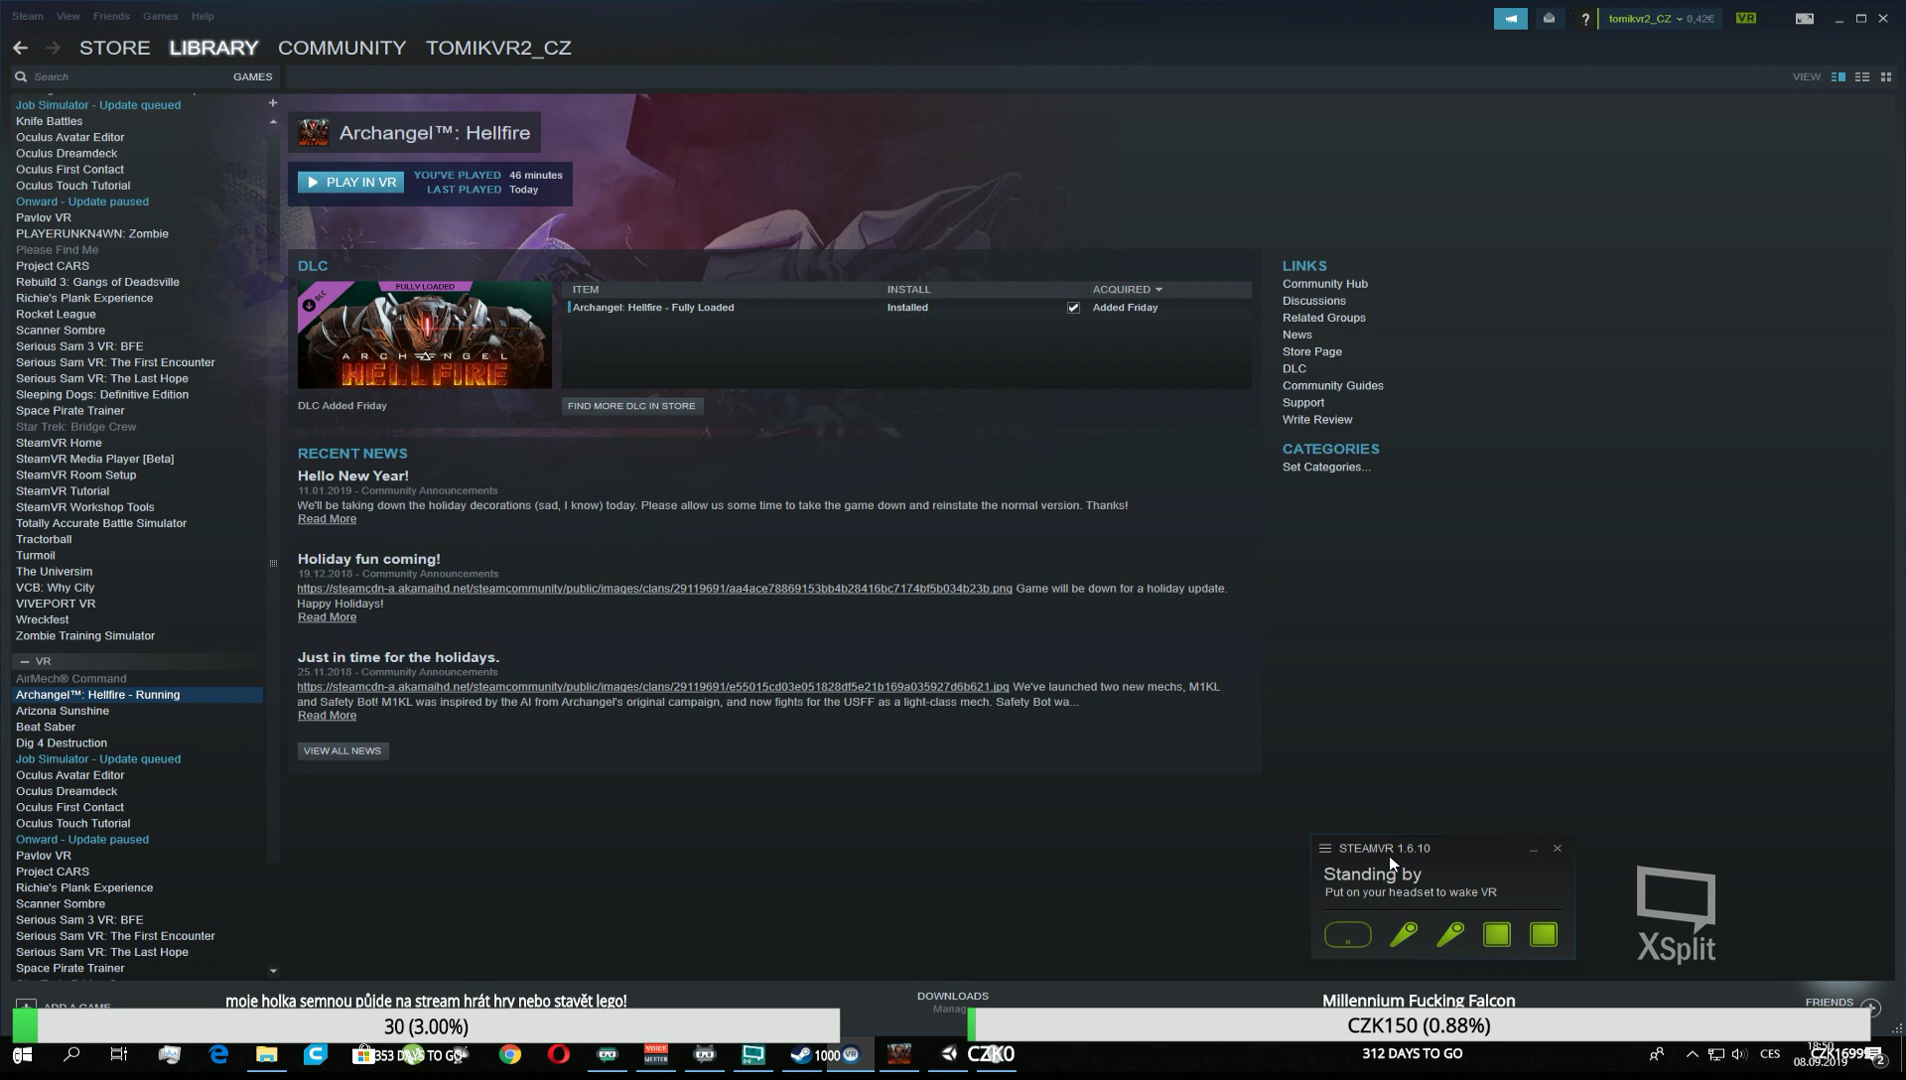 Steam View Friends Games Help
tomikvr2_CZ 0,42€ VR
STORE LIBRARY COMMUNITY TOMIKVR2_CZ
Search GAMES
VIEW
Job Simulator - Update queued
Knife Battles
Oculus Avatar Editor
Oculus Dreamdeck
Oculus First Contact
Oculus Touch Tutorial
Onward - Update paused
Pavlov VR
PLAYERUNKN4WN: Zombie
Please Find Me
Project CARS
Rebuild 3: Gangs of Deadsville
Richie's Plank Experience
Rocket League
Scanner Sombre
Serious Sam 3 VR: BFE
Serious Sam VR: The First Encounter
Serious Sam VR: The Last Hope
Sleeping Dogs: Definitive Edition
Space Pirate Trainer
Star Trek: Bridge Crew
SteamVR Home
SteamVR Media Player [Beta]
SteamVR Room Setup
SteamVR Tutorial
SteamVR Workshop Tools
Totally Accurate Battle Simulator
Tractorball
Turmoil
The Universim
VCB: Why City
VIVEPORT VR
Wreckfest
Zombie Training Simulator
VR
AirMech® Command
Archangel™: Hellfire - Running
Arizona Sunshine
Beat Saber
Dig 4 Destruction
Job Simulator - Update queued
Oculus Avatar Editor
Oculus Dreamdeck
Oculus First Contact
Oculus Touch Tutorial
Onward - Update paused
Pavlov VR
Project CARS
Richie's Plank Experience
Scanner Sombre
Serious Sam 3 VR: BFE
Serious Sam VR: The First Encounter
Serious Sam VR: The Last Hope
Space Pirate Trainer
Archangel™: Hellfire
PLAY IN VR
YOU'VE PLAYED 46 minutes
LAST PLAYED Today
DLC
DLC
FULLY LOADED
ARCHANGEL
HELLFIRE
DLC Added Friday
ITEM INSTALL ACQUIRED
Archangel: Hellfire - Fully Loaded Installed Added Friday
FIND MORE DLC IN STORE
RECENT NEWS
Hello New Year!
11.01.2019 - Community Announcements
We'll be taking down the holiday decorations (sad, I know) today. Please allow us some time to take the game down and reinstate the normal version. Thanks!
Read More
Holiday fun coming!
19.12.2018 - Community Announcements
https://steamcdn-a.akamaihd.net/steamcommunity/public/images/clans/29119691/aa4ace78869153bb4b28416bc7174bf5b034b23b.png Game will be down for a holiday update.
Happy Holidays!
Read More
Just in time for the holidays.
25.11.2018 - Community Announcements
https://steamcdn-a.akamaihd.net/steamcommunity/public/images/clans/29119691/e55015cd03e051828df5e21b169a035927d6b621.jpg We've launched two new mechs, M1KL
and Safety Bot! M1KL was inspired by the AI from Archangel's original campaign, and now fights for the USFF as a light-class mech. Safety Bot wa...
Read More
VIEW ALL NEWS
LINKS
Community Hub
Discussions
Related Groups
News
Store Page
DLC
Community Guides
Support
Write Review
CATEGORIES
Set Categories...
STEAMVR 1.6.10
Standing by
Put on your headset to wake VR
XSplit
ADD A GAME
moje holka semnou půjde na stream hrát hry nebo stavět lego!
DOWNLOADS
Manag
Millennium Fucking Falcon
FRIENDS
30 (3.00%)
CZK150 (0.88%)
353 DAYS TO GO
VOICE
MEETER
1000
CZK0
312 DAYS TO GO
CES
18:50
08.09.2019
CZK16999
2